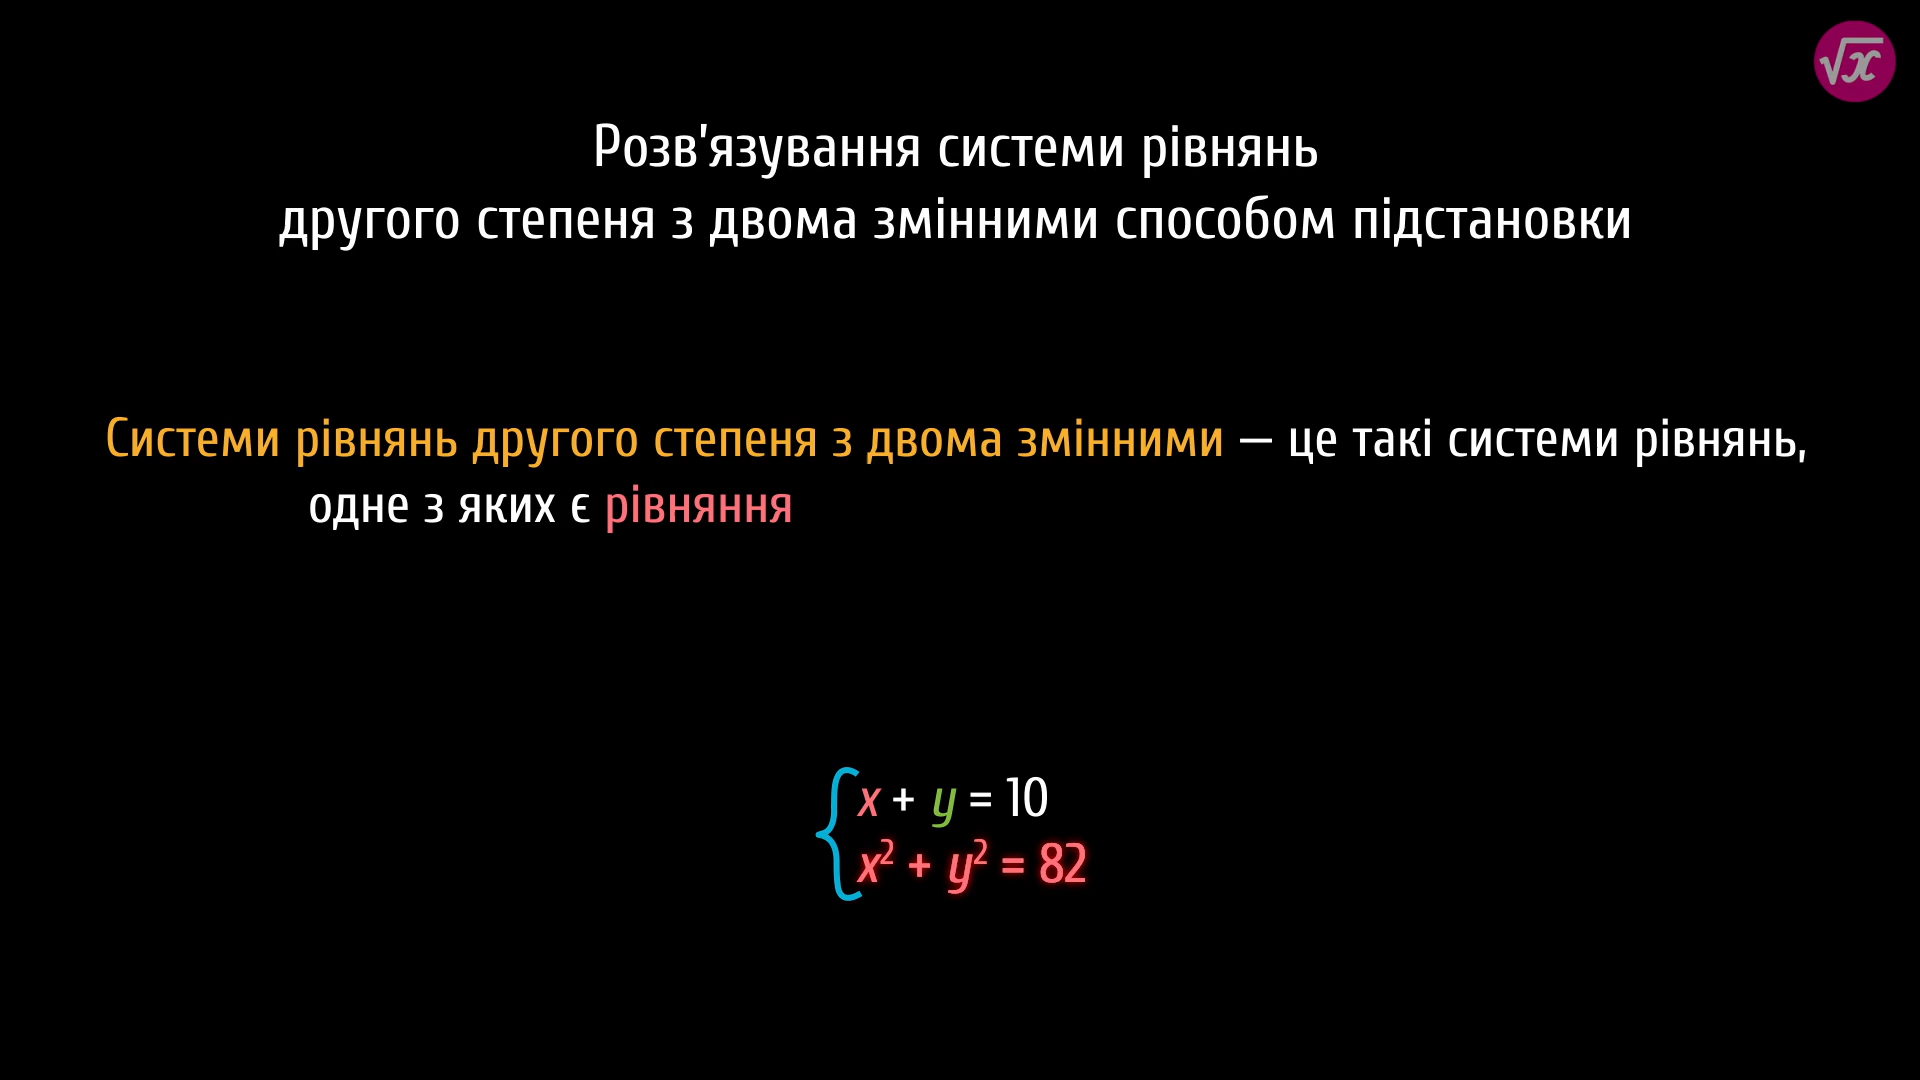 √x
Розв'язування системи рівнянь
другого степеня з двома змінними способом підстановки
Системи рівнянь другого степеня з двома змінними — це такі системи рівнянь,
одне з яких є рівняння
x + y = 10
x² + y² = 82